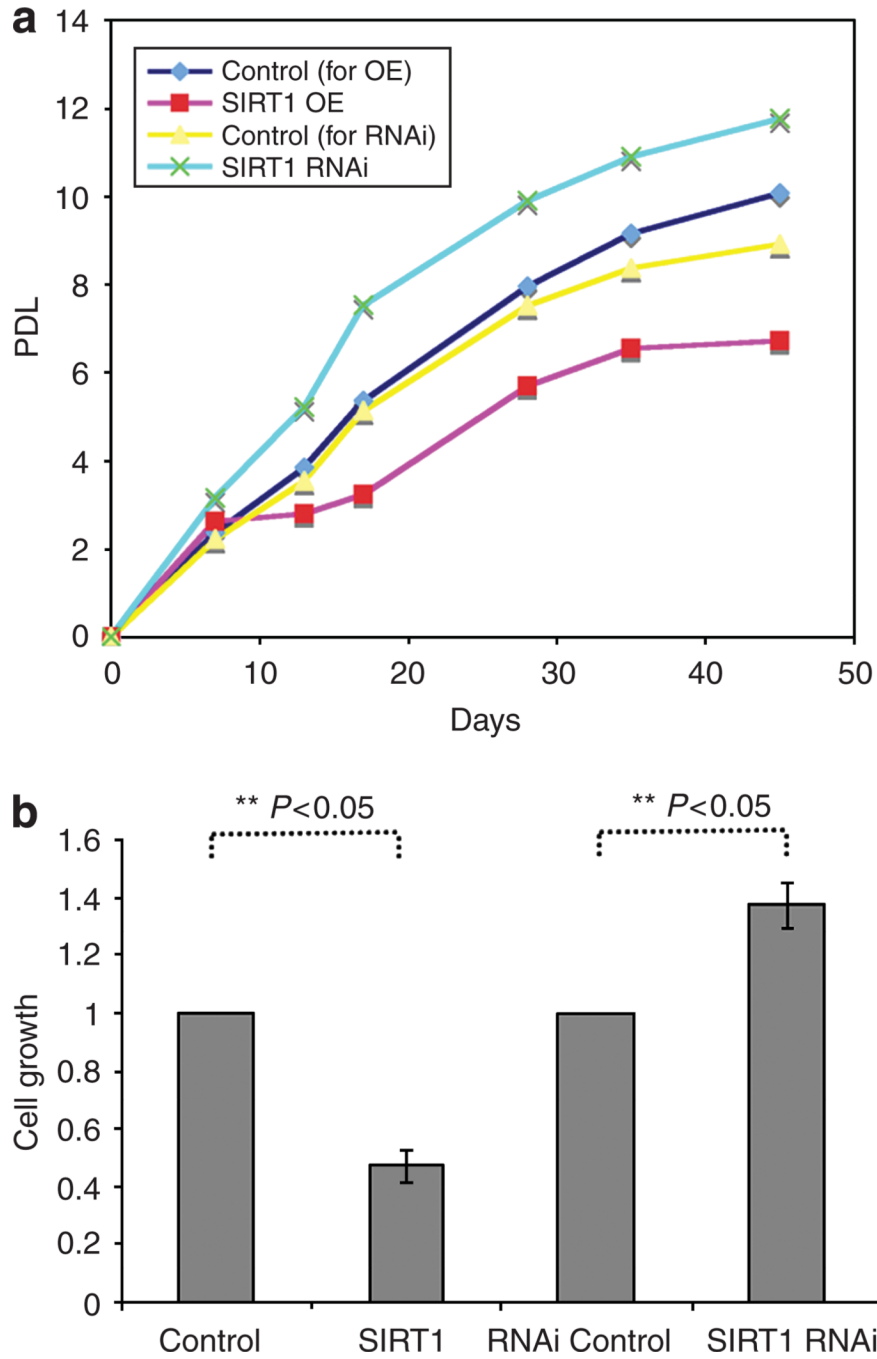 a
14
12
10
8
6
4
2
0
PDL
Control (for OE)
SIRT1 OE
Control (for RNAi)
SIRT1 RNAi
0 10 20 30 40 50
Days
b
** P<0.05 ** P<0.05
1.6
1.4
1.2
1
0.8
0.6
0.4
0.2
0
Cell growth
Control SIRT1 RNAi Control SIRT1 RNAi